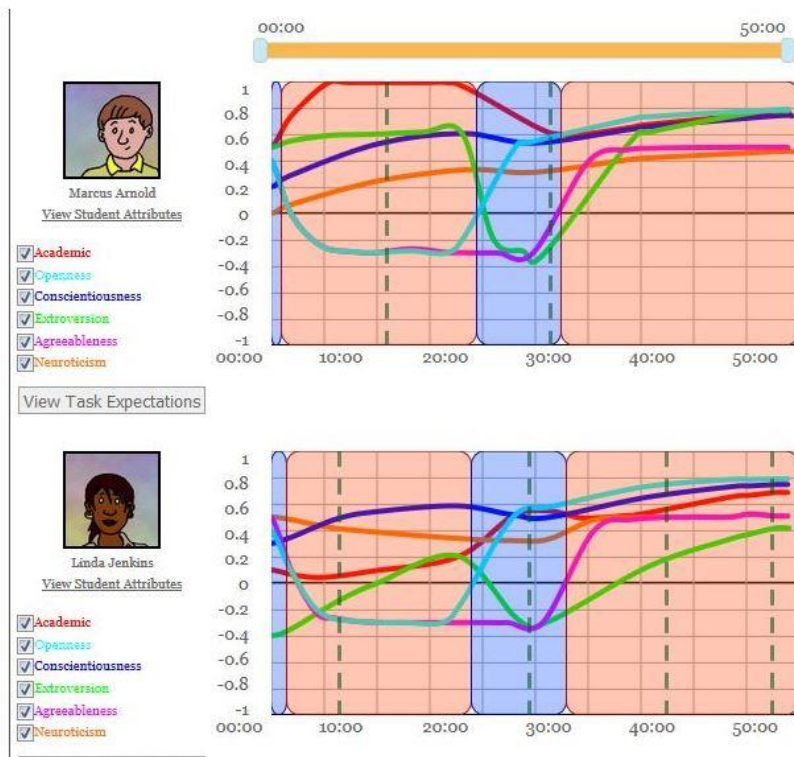 00:00 50:00
1
0.8
0.6
0.4
0.2
0
-0.2
-0.4
-0.6
-0.8
-1
00:00 10:00 20:00 30:00 40:00 50:00
Marcus Arnold
View Student Attributes
Academic
Openness
Conscientiousness
Extroversion
Agreeableness
Neuroticism
View Task Expectations
1
0.8
0.6
0.4
0.2
0
-0.2
-0.4
-0.6
-0.8
-1
00:00 10:00 20:00 30:00 40:00 50:00
Linda Jenkins
View Student Attributes
Academic
Openness
Conscientiousness
Extroversion
Agreeableness
Neuroticism